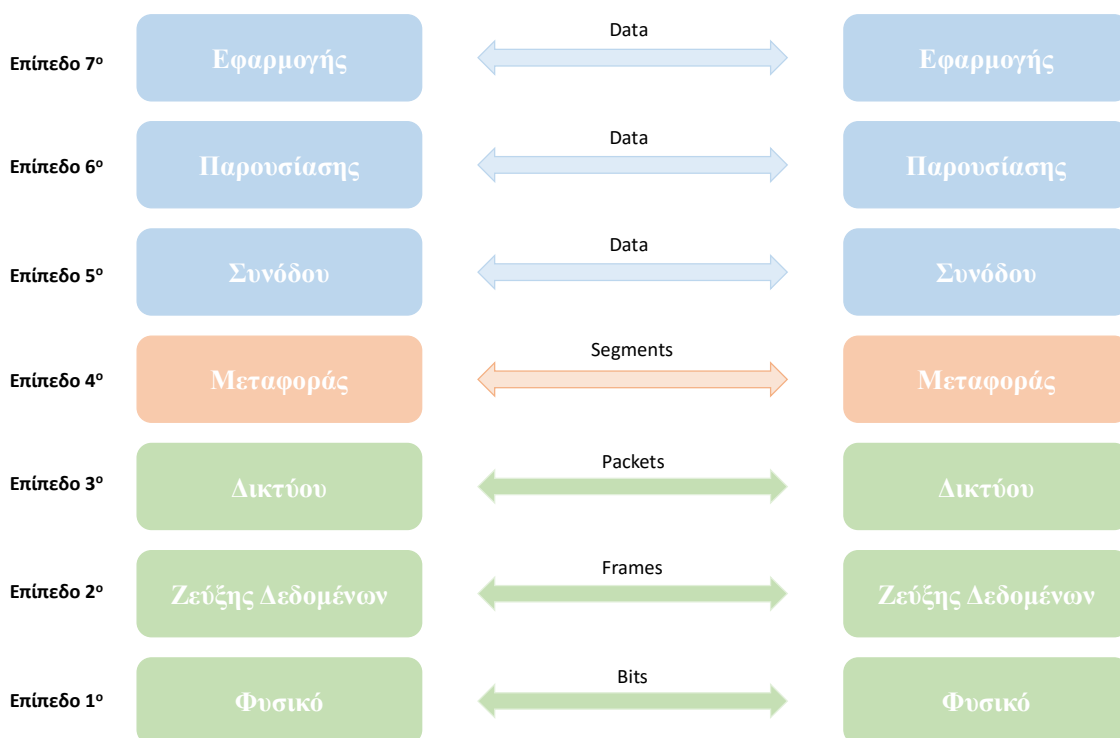 Data
Επίπεδο 7ο Εφαρμογής Εφαρμογής
Data
Επίπεδο 6ο Παρουσίασης Παρουσίασης
Data
Επίπεδο 5ο Συνόδου Συνόδου
Segments
Επίπεδο 4ο Μεταφοράς Μεταφοράς
Packets
Επίπεδο 3ο Δικτύου Δικτύου
Frames
Επίπεδο 2ο Ζεύξης Δεδομένων Ζεύξης Δεδομένων
Bits
Επίπεδο 1ο Φυσικό Φυσικό